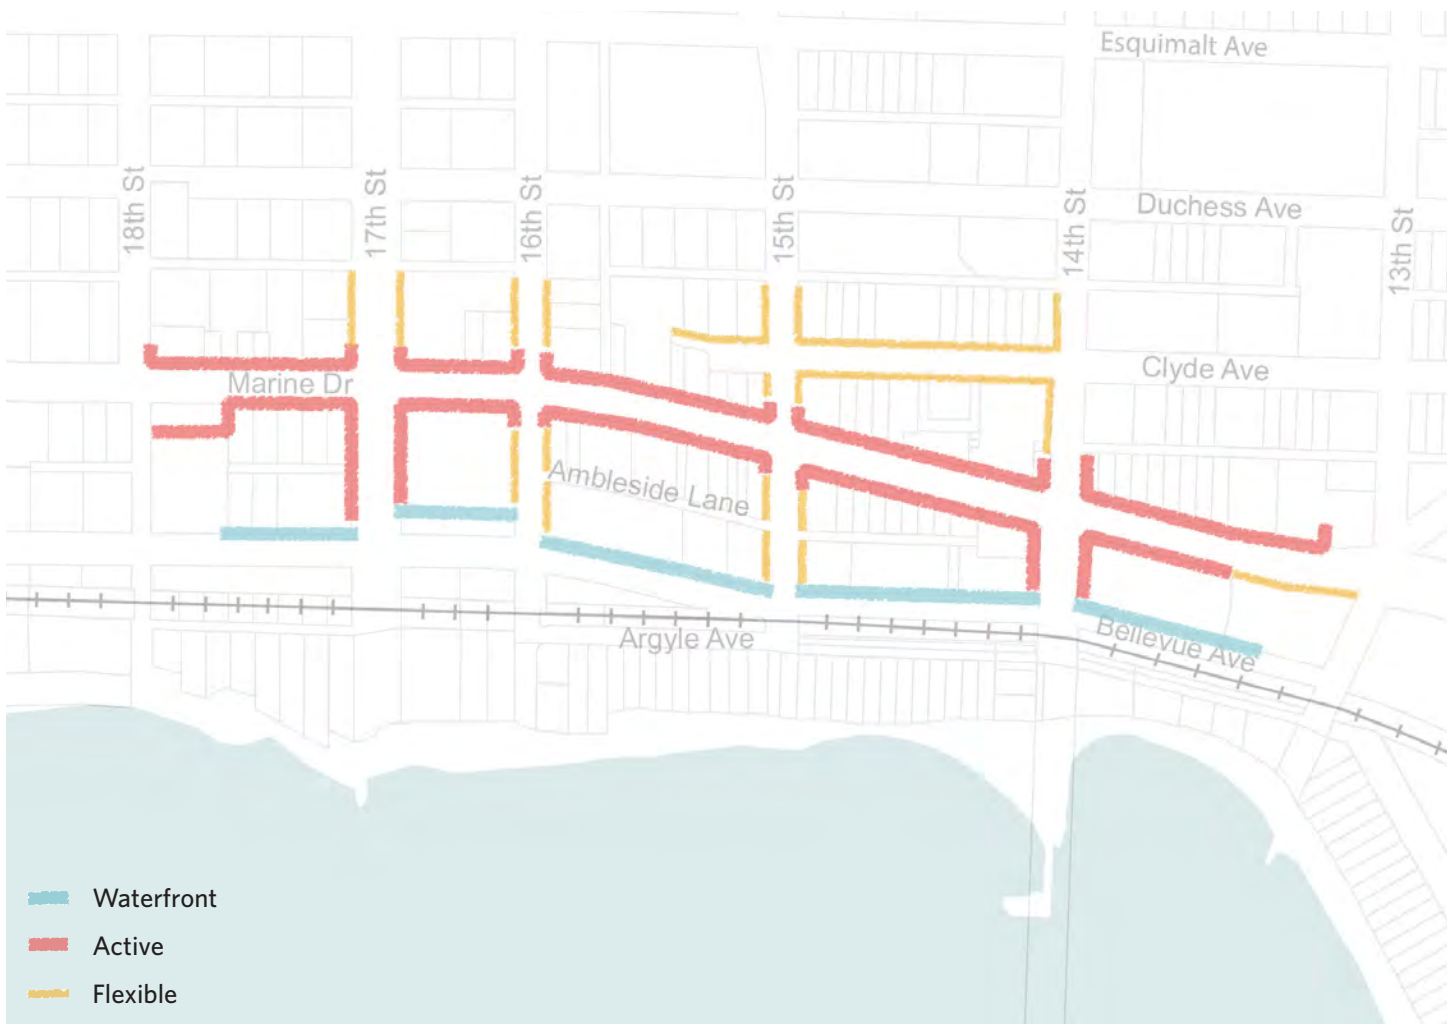 Esquimalt Ave
18th St
17th St
16th St
15th St
14th St
Duchess Ave
13th St
Marine Dr
Clyde Ave
Ambleside Lane
Argyle Ave
Bellevue Ave
Waterfront
Active
Flexible